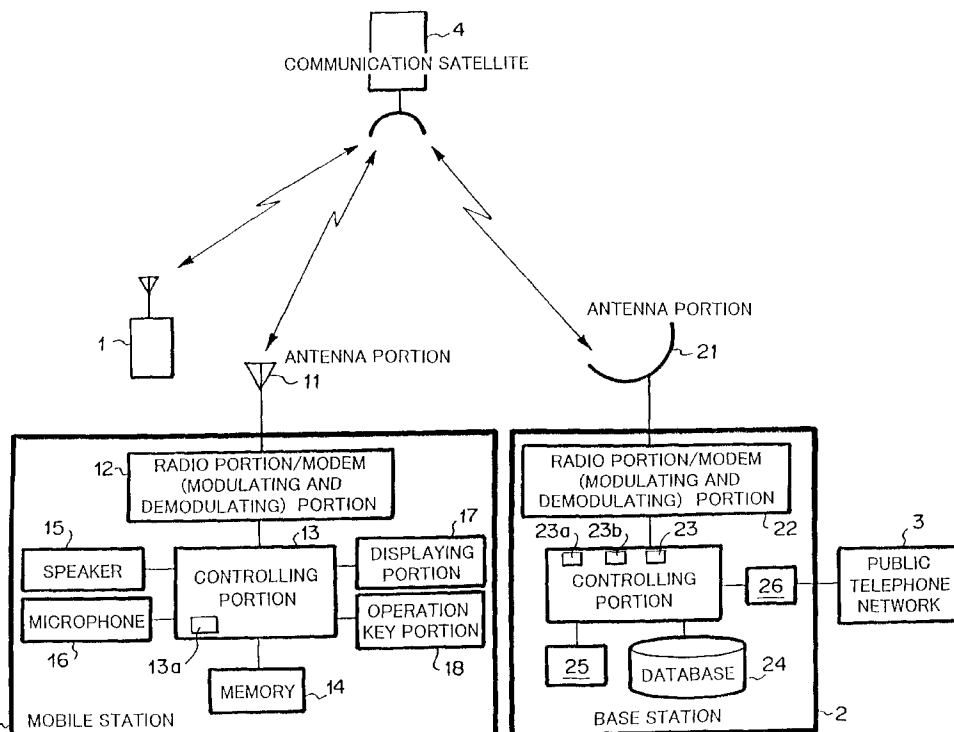 4
COMMUNICATION SATELLITE
1
ANTENNA PORTION
11
ANTENNA PORTION
21
12
RADIO PORTION/MODEM
(MODULATING AND
DEMODULATING) PORTION
13
15
SPEAKER
CONTROLLING
PORTION
17
DISPLAYING
PORTION
MICROPHONE
16
13a
OPERATION
KEY PORTION
18
MEMORY
14
MOBILE STATION
RADIO PORTION/MODEM
(MODULATING AND
DEMODULATING) PORTION
22
23a
23b
23
CONTROLLING
PORTION
26
3
PUBLIC
TELEPHONE
NETWORK
25
DATABASE
24
BASE STATION
2